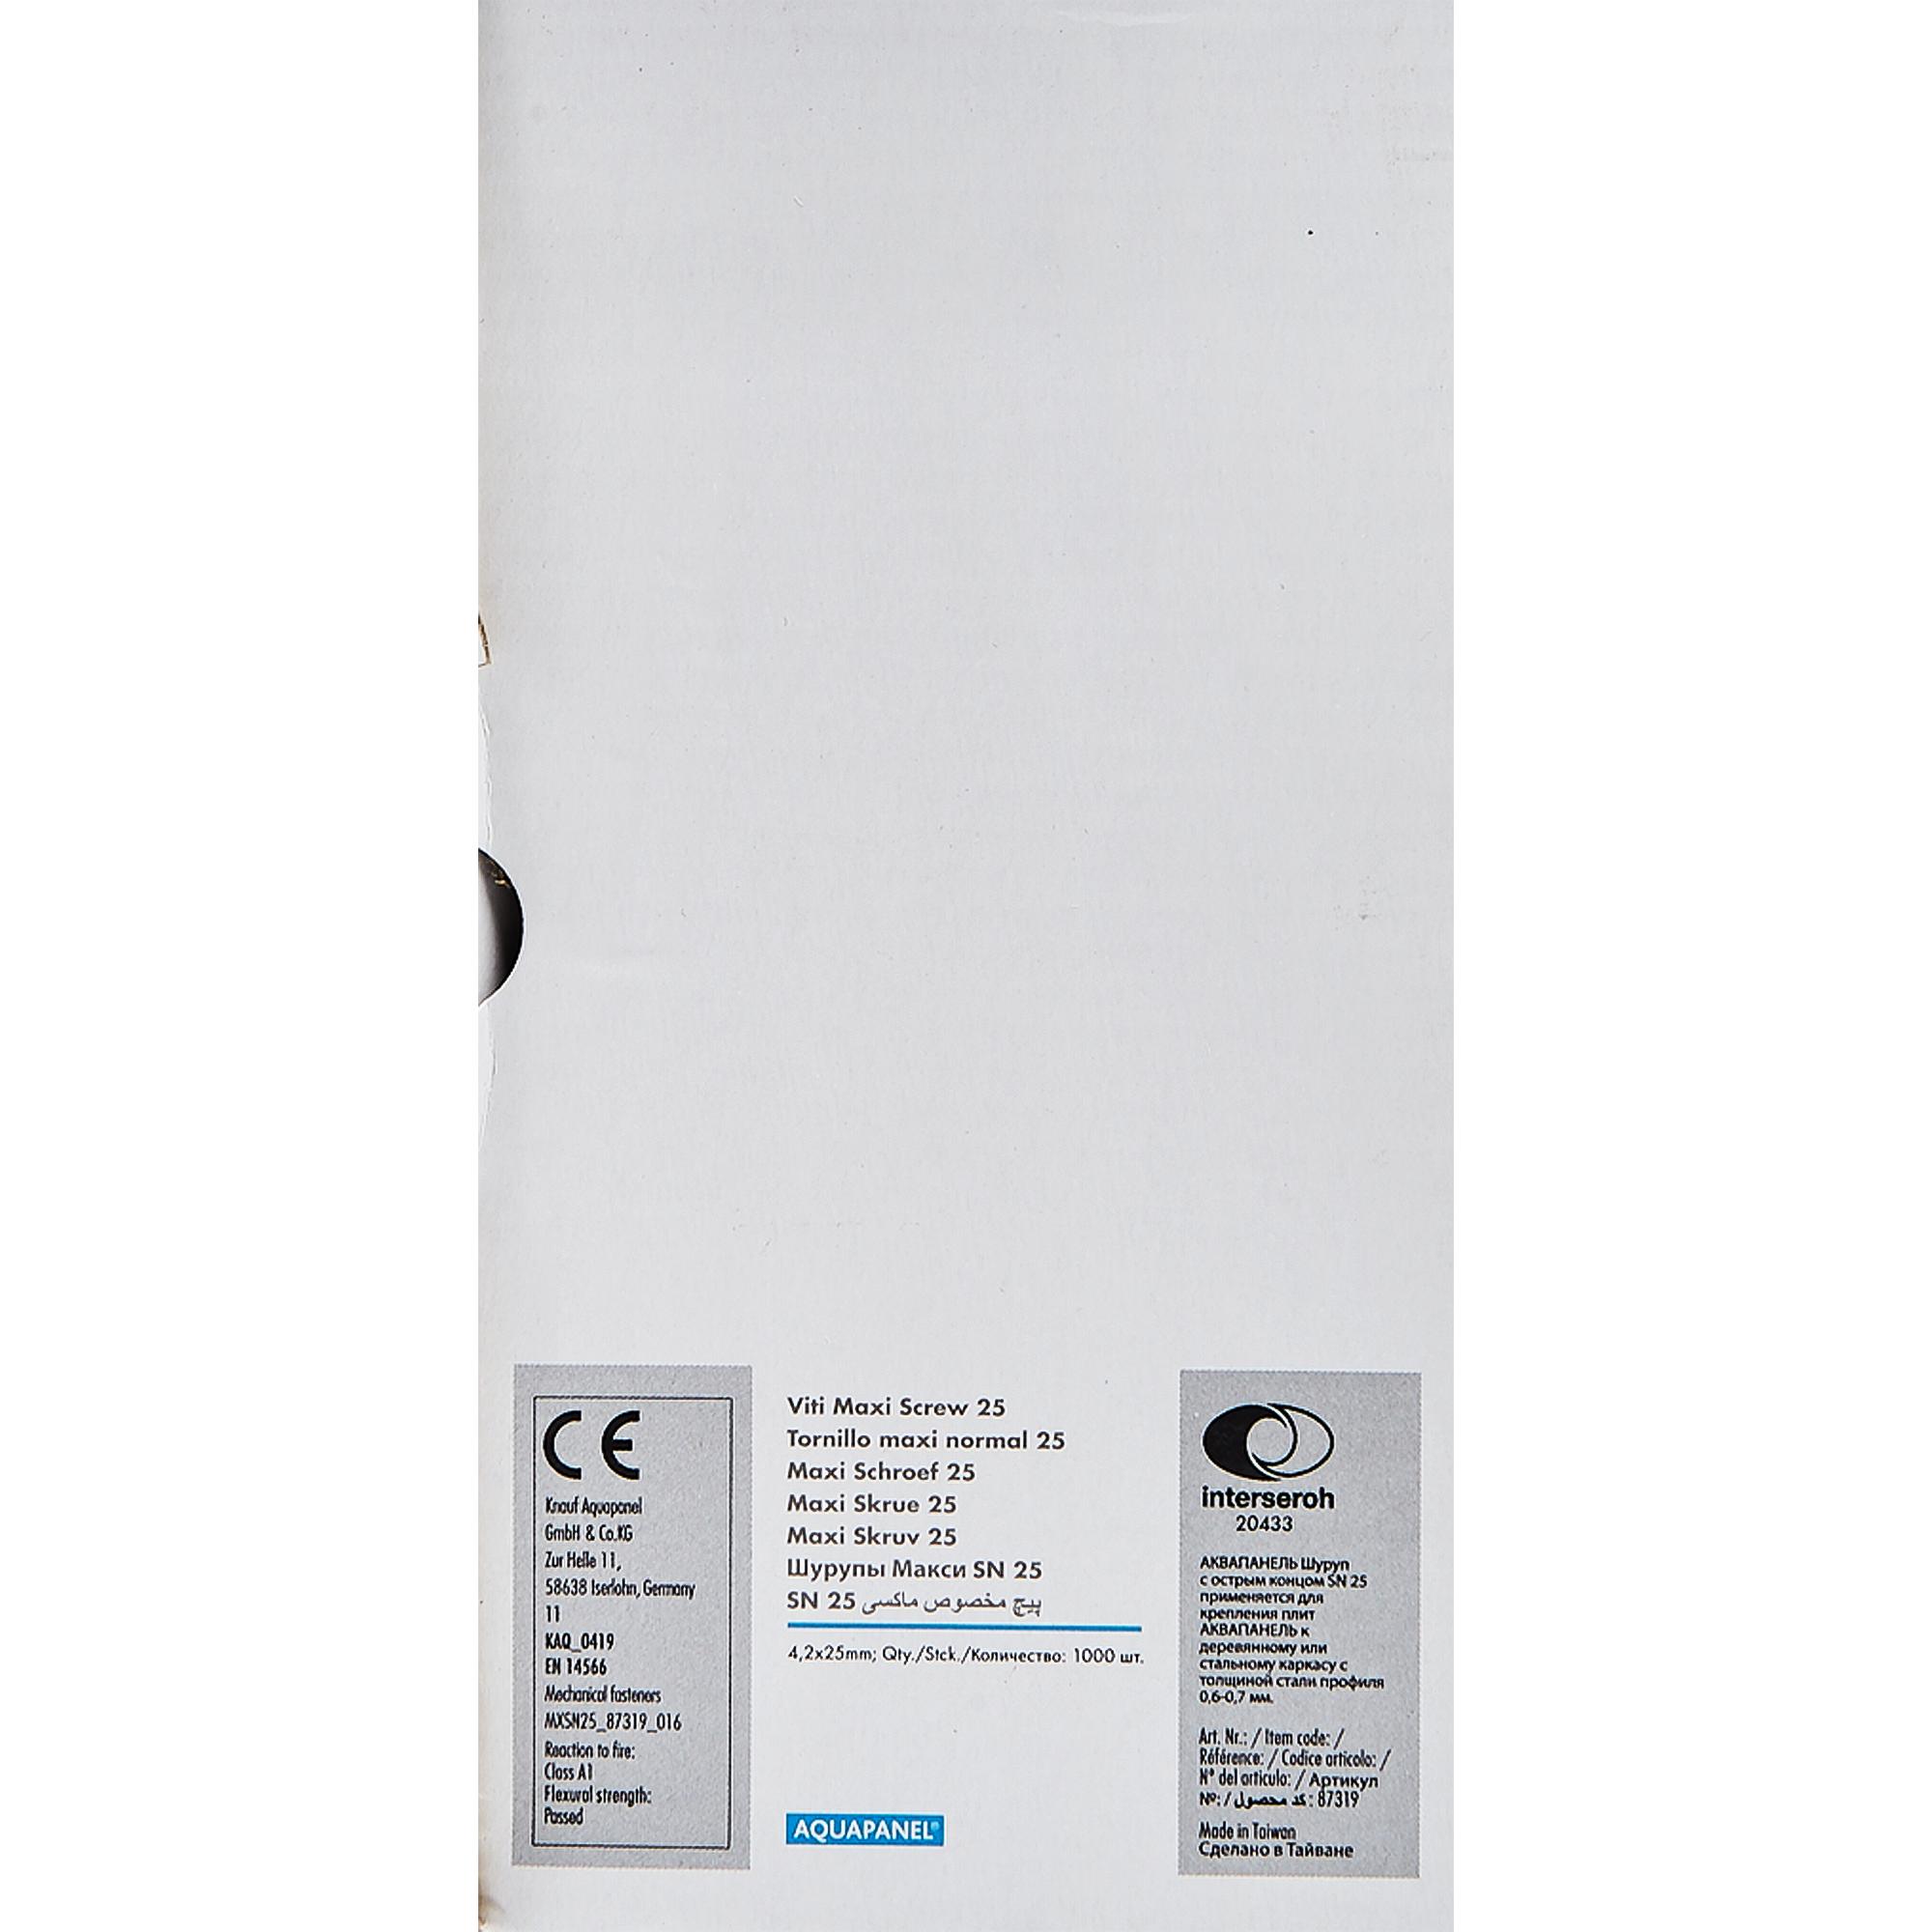 CE
Knauf Aquapanel
GmbH & Co.KG
Zur Helle 11,
58638 Iserlohn, Germany
11
KAQ_0419
EN 14566
Mechanical fasteners
MXSN25_87319_016
Reaction to fire:
Class A1
Flexural strength:
Passed
Viti Maxi Screw 25
Tornillo maxi normal 25
Maxi Schroef 25
Maxi Skrue 25
Maxi Skruv 25
Шурупы Макси SN 25
SN 25 پیچ مخصوص ماکسی
4,2x25mm; Qty./Stck./Количество: 1000 шт.
AQUAPANEL®
interseroh
20433
АКВАПАНЕЛЬ Шуруп
с острым концом SN 25
применяется для
крепления плит
АКВАПАНЕЛЬ к
деревянному или
стальному каркасу с
толщиной стали профиля
0,6-0,7 мм.
Art. Nr.: / Item code: /
Référence: / Codice articolo: /
N° del articulo: / Артикул
№: / کد محصول: 87319
Made in Taiwan
Сделано в Тайване